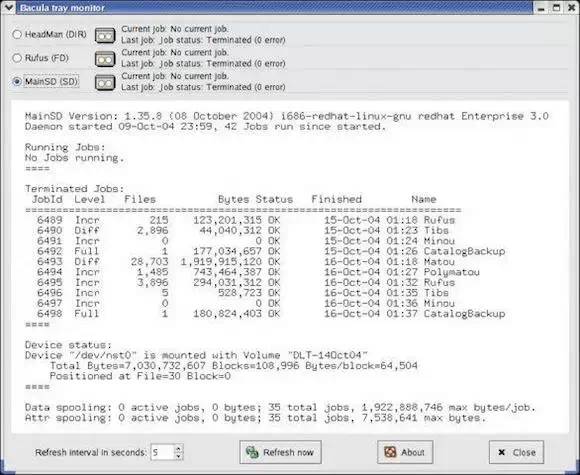 Bacula tray monitor
HeadMan (DIR) Current job: No current job.
Last job: Job status: Terminated (0 error)
Rufus (FD) Current job: No current job.
Last job: Job status: Terminated (0 error)
MainSD (SD) Current job: No current job.
Last job: Job status: Terminated (0 error)
MainSD Version: 1.35.8 (08 October 2004) i686-redhat-linux-gnu redhat Enterprise 3.0
Daemon started 09-Oct-04 23:59, 42 Jobs run since started.
Running Jobs:
No Jobs running.
====
Terminated Jobs:
JobId Level Files Bytes Status Finished Name
======================================================================
6489 Incr 215 123,201,315 OK 15-Oct-04 01:18 Rufus
6490 Diff 2,896 44,040,312 OK 15-Oct-04 01:23 Tibs
6491 Incr 0 0 OK 15-Oct-04 01:24 Minou
6492 Full 1 177,034,657 OK 15-Oct-04 01:26 CatalogBackup
6493 Diff 28,703 1,919,915,120 OK 16-Oct-04 01:18 Matou
6494 Incr 1,485 743,464,387 OK 16-Oct-04 01:27 Polymatou
6495 Incr 3,896 294,031,312 OK 16-Oct-04 01:32 Rufus
6496 Incr 5 528,723 OK 16-Oct-04 01:35 Tibs
6497 Incr 0 0 OK 16-Oct-04 01:36 Minou
6498 Full 1 180,824,403 OK 16-Oct-04 01:37 CatalogBackup
====
Device status:
Device "/dev/nst0" is mounted with Volume "DLT-14Oct04"
Total Bytes=7,030,732,607 Blocks=108,996 Bytes/block=64,504
Positioned at File=30 Block=0
====
Data spooling: 0 active jobs, 0 bytes; 35 total jobs, 1,922,888,746 max bytes/job.
Attr spooling: 0 active jobs, 0 bytes; 35 total jobs, 7,538,641 max bytes.
Refresh interval in seconds: 5 Refresh now About Close